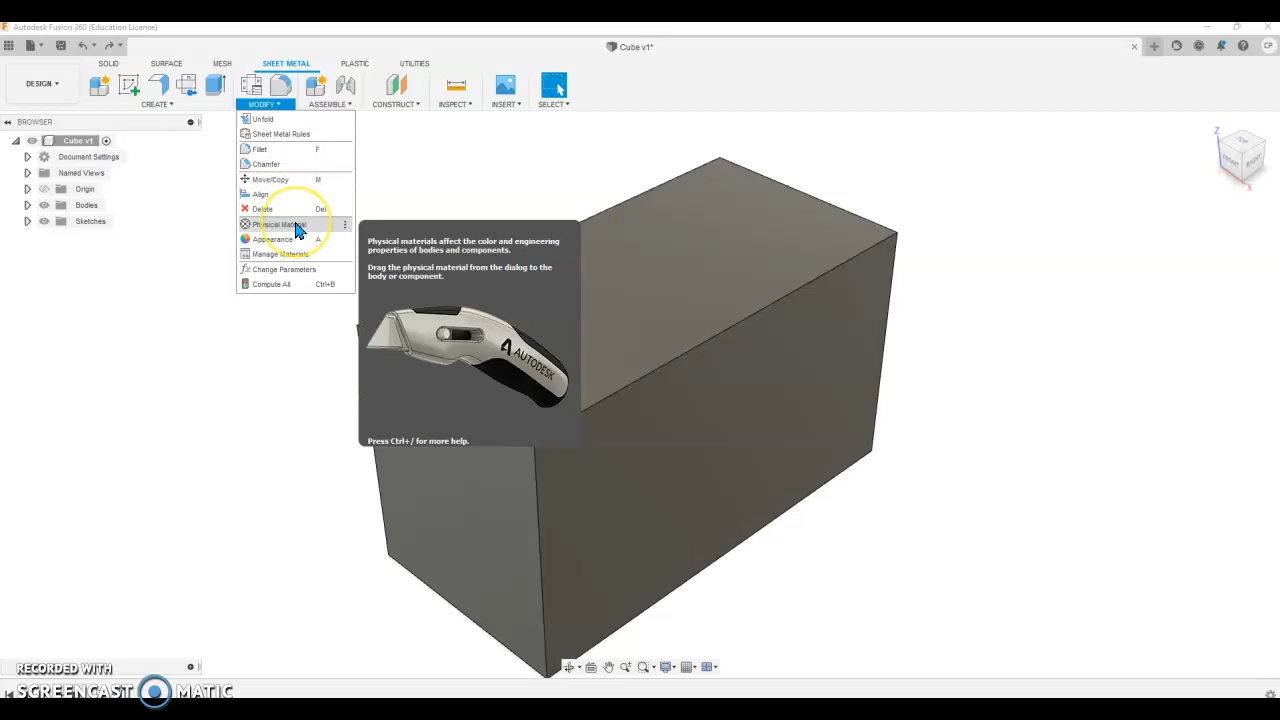 Autodesk Fusion 360 (Education License)
Cube v1*
CP
SOLID
SURFACE
MESH
SHEET METAL
PLASTIC
UTILITIES
DESIGN
CREATE
MODIFY
ASSEMBLE
CONSTRUCT
INSPECT
INSERT
SELECT
BROWSER
Cube v1
Document Settings
Named Views
Origin
Bodies
Sketches
Unfold
Sheet Metal Rules
Fillet F
Chamfer
Move/Copy M
Align
Delete Del
Physical Material
Appearance A
Manage Materials
Change Parameters
Compute All Ctrl+B
Physical materials affect the color and engineering
properties of bodies and components.
Drag the physical material from the dialog to the
body or component.
AUTODESK
Press Ctrl+/ for more help.
Z
TOP
FRONT
RIGHT
X
RECORDED WITH
SCREENCAST MATIC